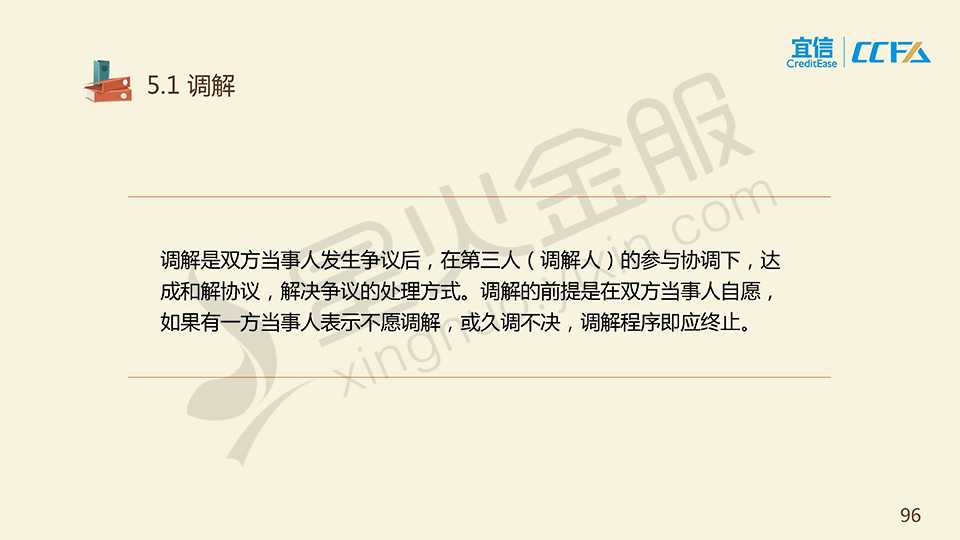 宜信
CreditEase
CCFA
5.1 调解
调解是双方当事人发生争议后，在第三人（调解人）的参与协调下，达
成和解协议，解决争议的处理方式。调解的前提是在双方当事人自愿，
如果有一方当事人表示不愿调解，或久调不决，调解程序即应终止。
星火金服
xinghuo.yixin.com
96